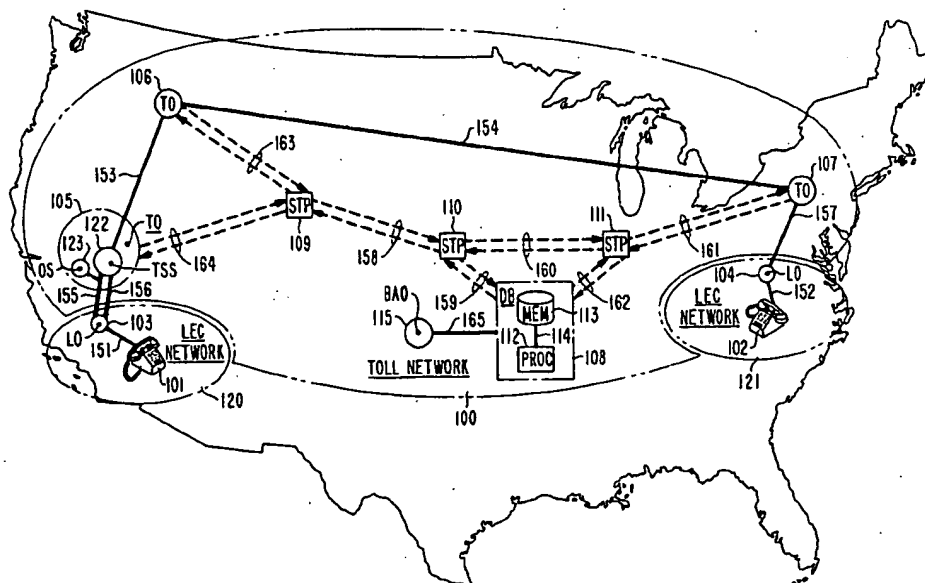 106
TO
163
154
107
153
105
122
TO
110
111
TO
123
STP
STP
STP
157
OS
109
158
160
161
104
LO
TSS
164
155
156
159
DB
162
LEC
NETWORK
152
BAO
MEM
113
LO
103
LEC
NETWORK
115
165
112
114
102
151
PROC
108
TOLL NETWORK
121
101
120
100